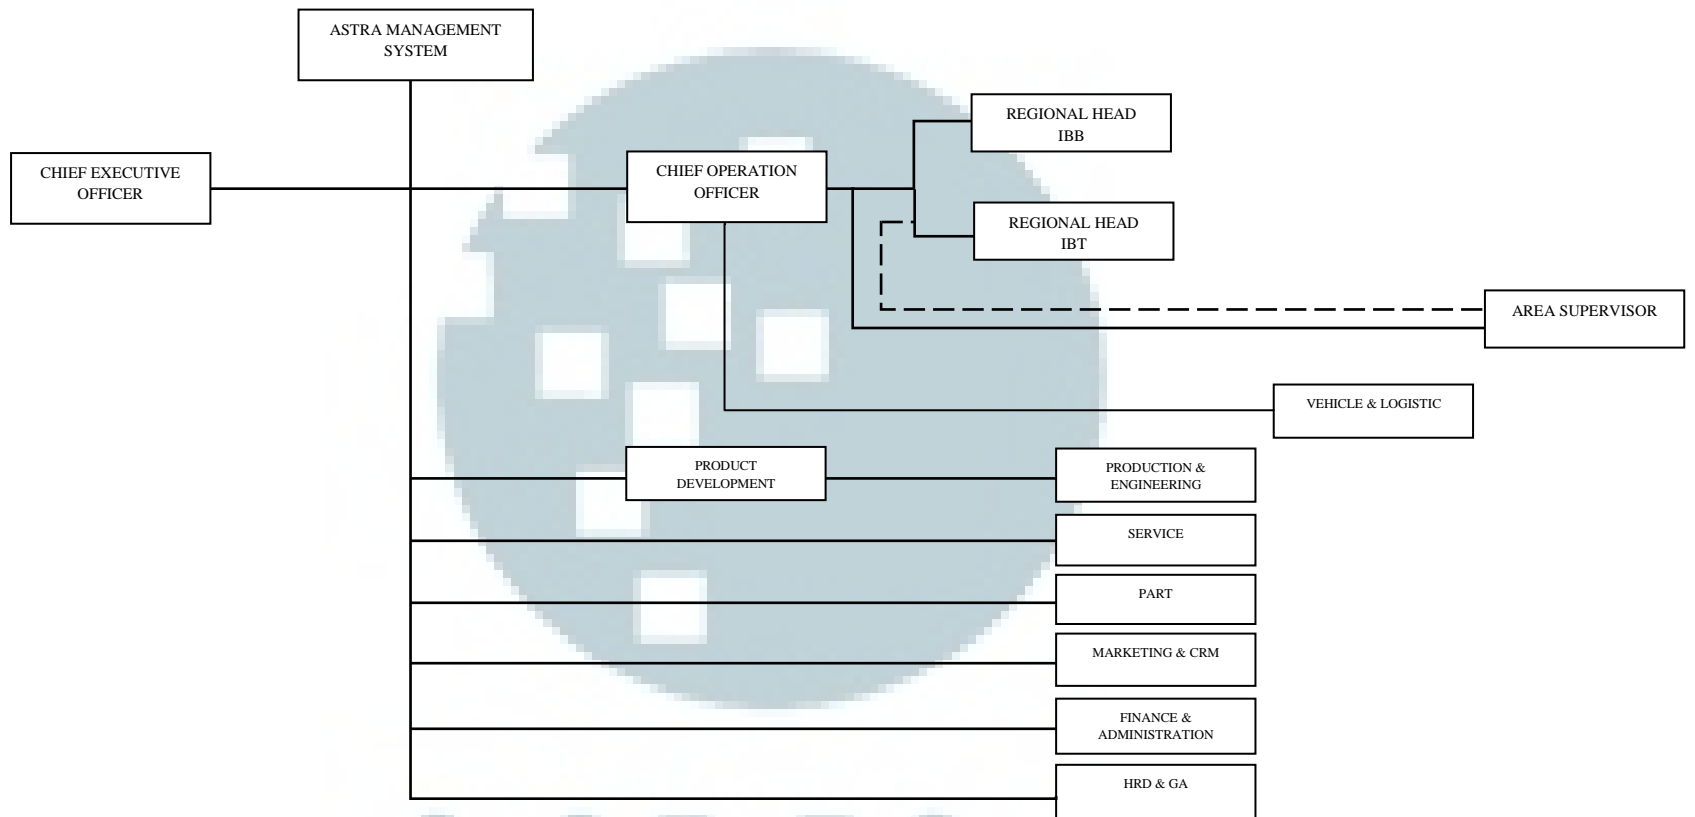 ASTRA MANAGEMENT
SYSTEM
REGIONAL HEAD
IBB
CHIEF EXECUTIVE
OFFICER
CHIEF OPERATION
OFFICER
REGIONAL HEAD
IBT
AREA SUPERVISOR
VEHICLE & LOGISTIC
PRODUCT
DEVELOPMENT
PRODUCTION &
ENGINEERING
SERVICE
PART
MARKETING & CRM
FINANCE &
ADMINISTRATION
HRD & GA